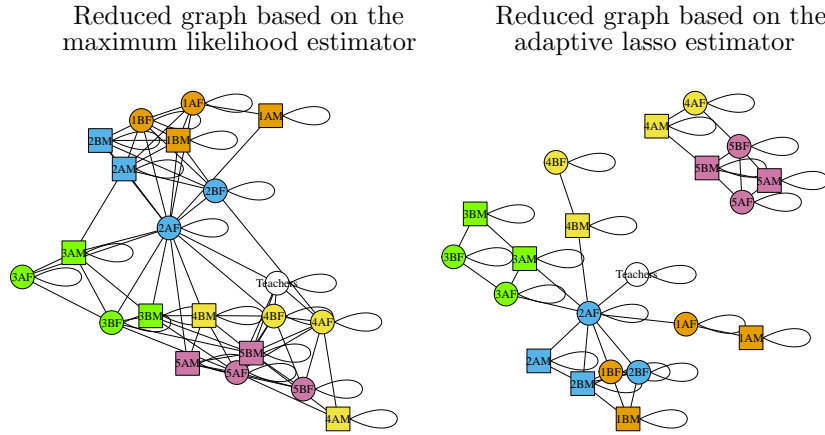 Reduced graph based on the
maximum likelihood estimator
1AF
1BF
1AM
2BM
1BM
2AM
2BF
2AF
3AM
3AF
Teachers
3BF
3BM
4BM
4BF
4AF
5AM
5BM
5AF
5BF
4AM
Reduced graph based on the
adaptive lasso estimator
4AF
4AM
5BF
5BM
5AM
5AF
4BF
3BM
4BM
3BF
3AM
Teachers
3AF
2AF
1AF
1AM
2AM
2BM
1BF
2BF
1BM